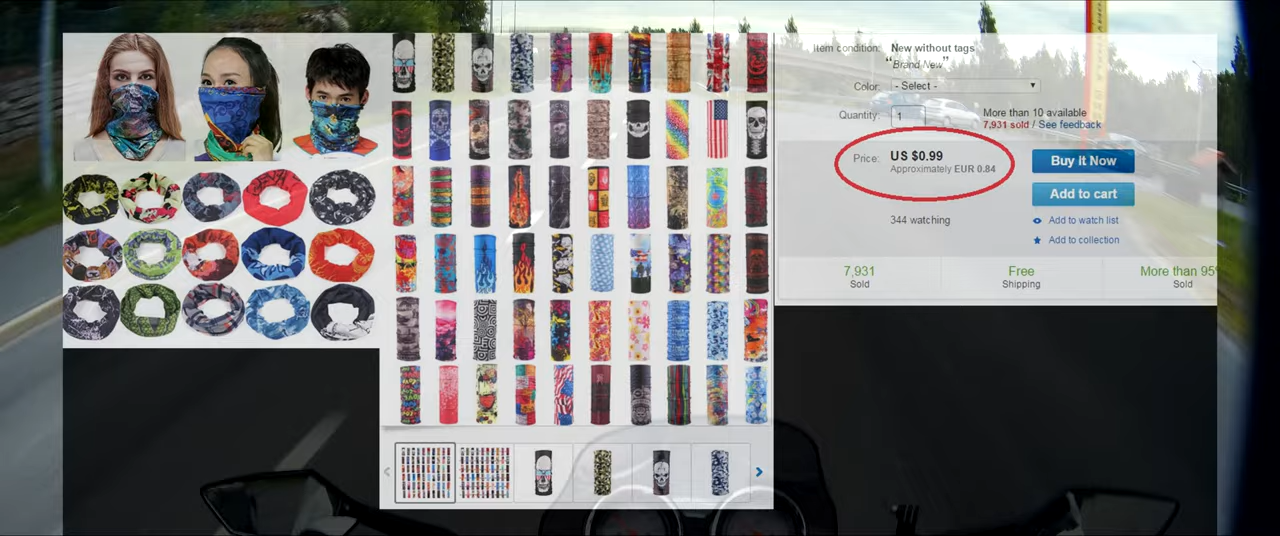 Item condition: New without tags
“Brand New”
Color: - Select -
Quantity: 1
More than 10 available
7,931 sold / See feedback
Price: US $0.99
Approximately EUR 0.84
Buy it Now
Add to cart
344 watching
Add to watch list
Add to collection
7,931
Sold
Free
Shipping
More than 95%
Sold